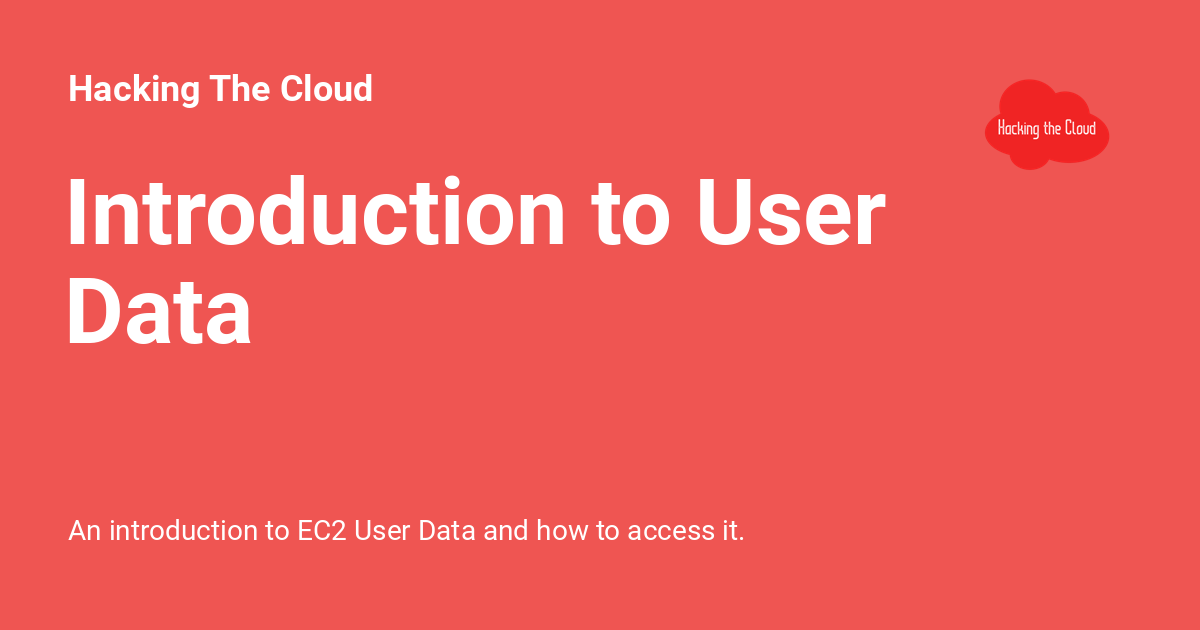 Hacking The Cloud
Hacking the Cloud
Introduction to User
Data
An introduction to EC2 User Data and how to access it.